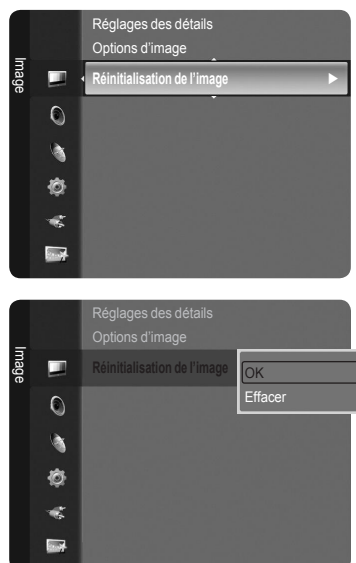 Réglages des détails
Options d’image
Image
Réinitialisation de l’image
Réglages des détails
Options d’image
Image
Réinitialisation de l’image
OK
Effacer